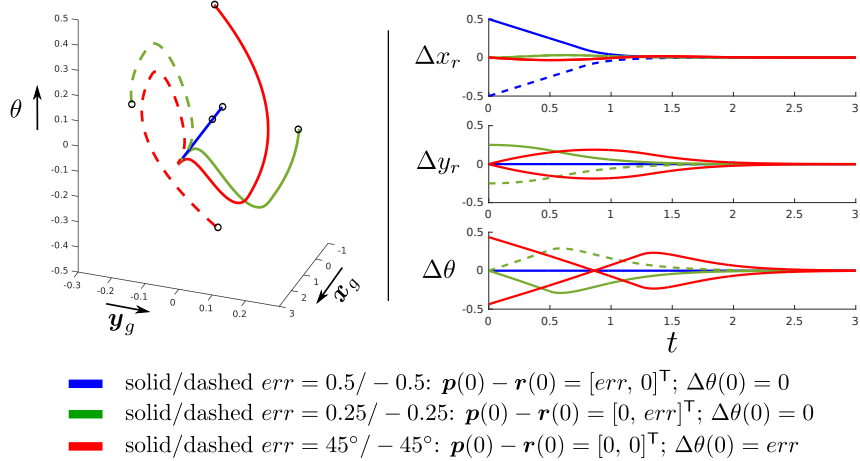 0.5
0.4
0.3
0.2
0.1
0
-0.1
-0.2
-0.3
-0.4
-0.5
θ
-0.3
-0.2
-0.1
0
0.1
0.2
y_g
-1
0
1
2
3
x_g
Δx_r
0.5
0
-0.5
0 0.5 1 1.5 2 2.5 3
Δy_r
0.5
0
-0.5
0 0.5 1 1.5 2 2.5 3
Δθ
0.5
0
-0.5
0 0.5 1 1.5 2 2.5 3
t
solid/dashed err = 0.5/ − 0.5: p(0) − r(0) = [err, 0]ᵀ; Δθ(0) = 0
solid/dashed err = 0.25/ − 0.25: p(0) − r(0) = [0, err]ᵀ; Δθ(0) = 0
solid/dashed err = 45°/ − 45°: p(0) − r(0) = [0, 0]ᵀ; Δθ(0) = err